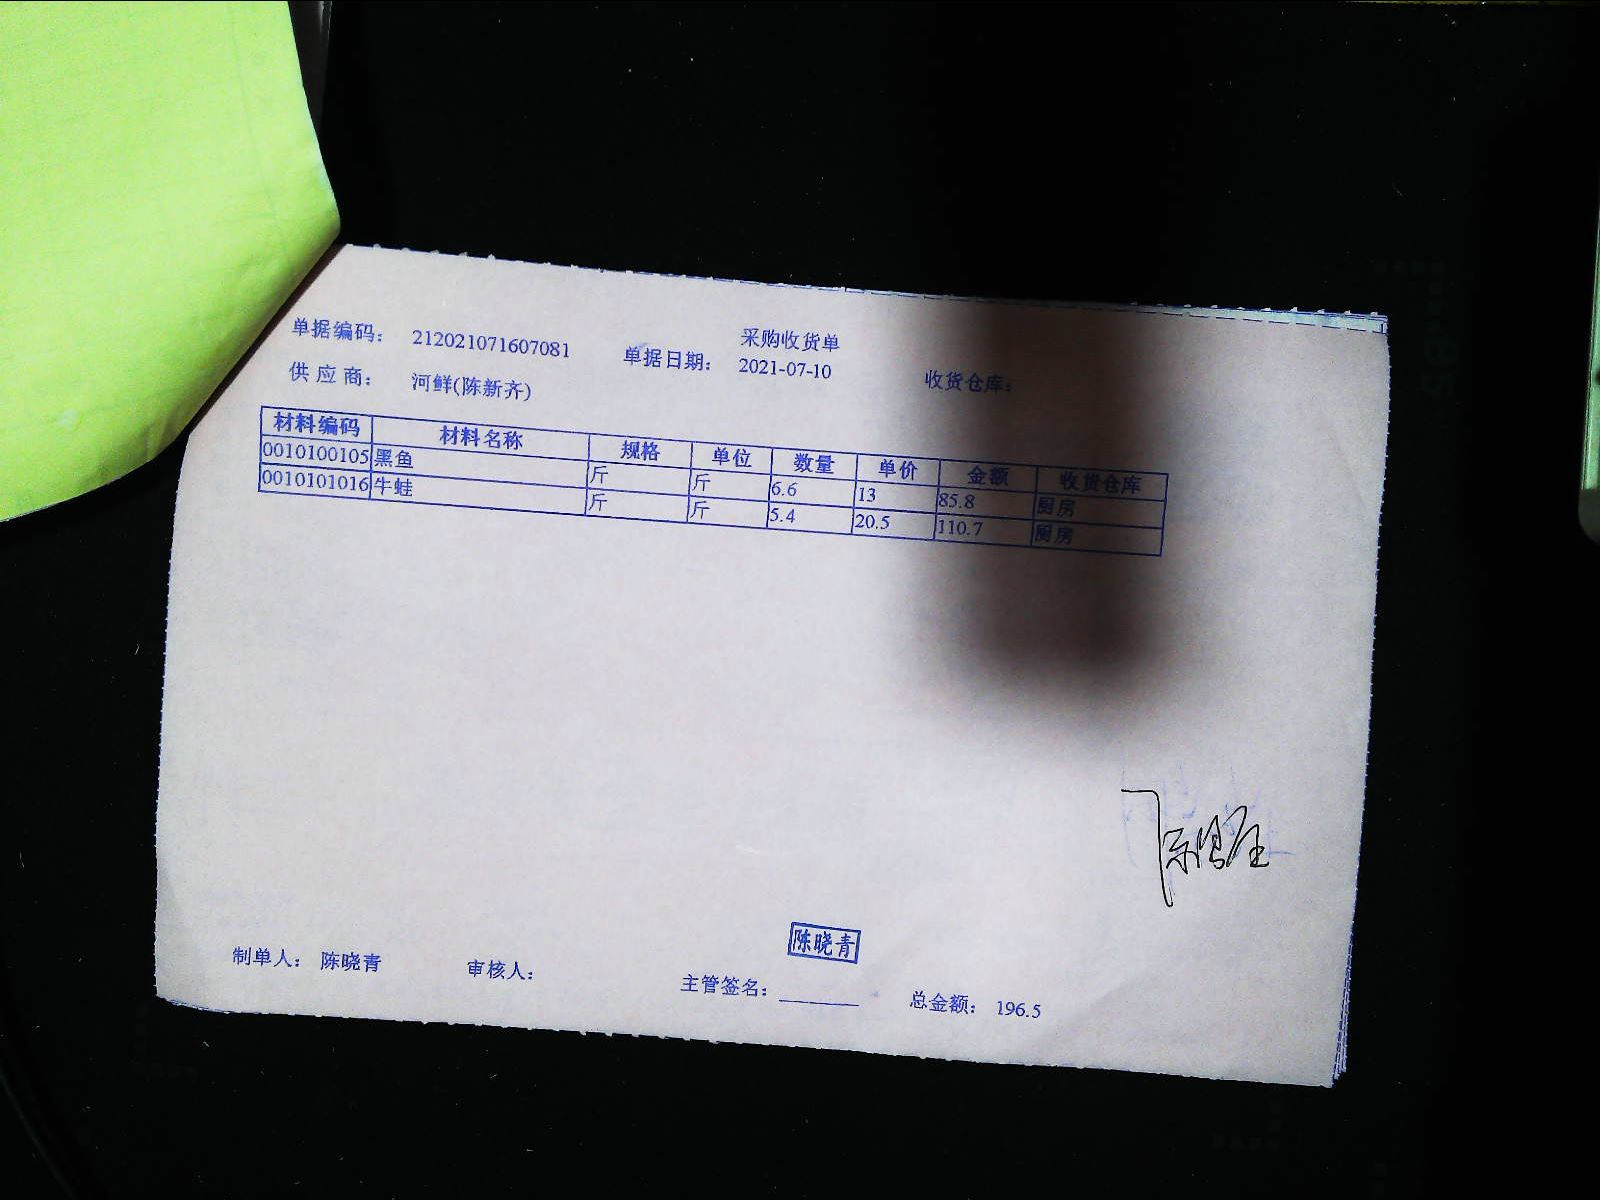 采购收货单
单据编码： 212021071607081 单据日期： 2021-07-10 收货仓库：
供应商： 河鲜(陈新齐)
材料编码 材料名称 规格 单位 数量 单价 金额 收货仓库
0010100105 黑鱼 斤 斤 6.6 13 85.8 厨房
0010101016 牛蛙 斤 斤 5.4 20.5 110.7 厨房
陈晓青
制单人： 陈晓青 审核人： 主管签名： 总金额： 196.5